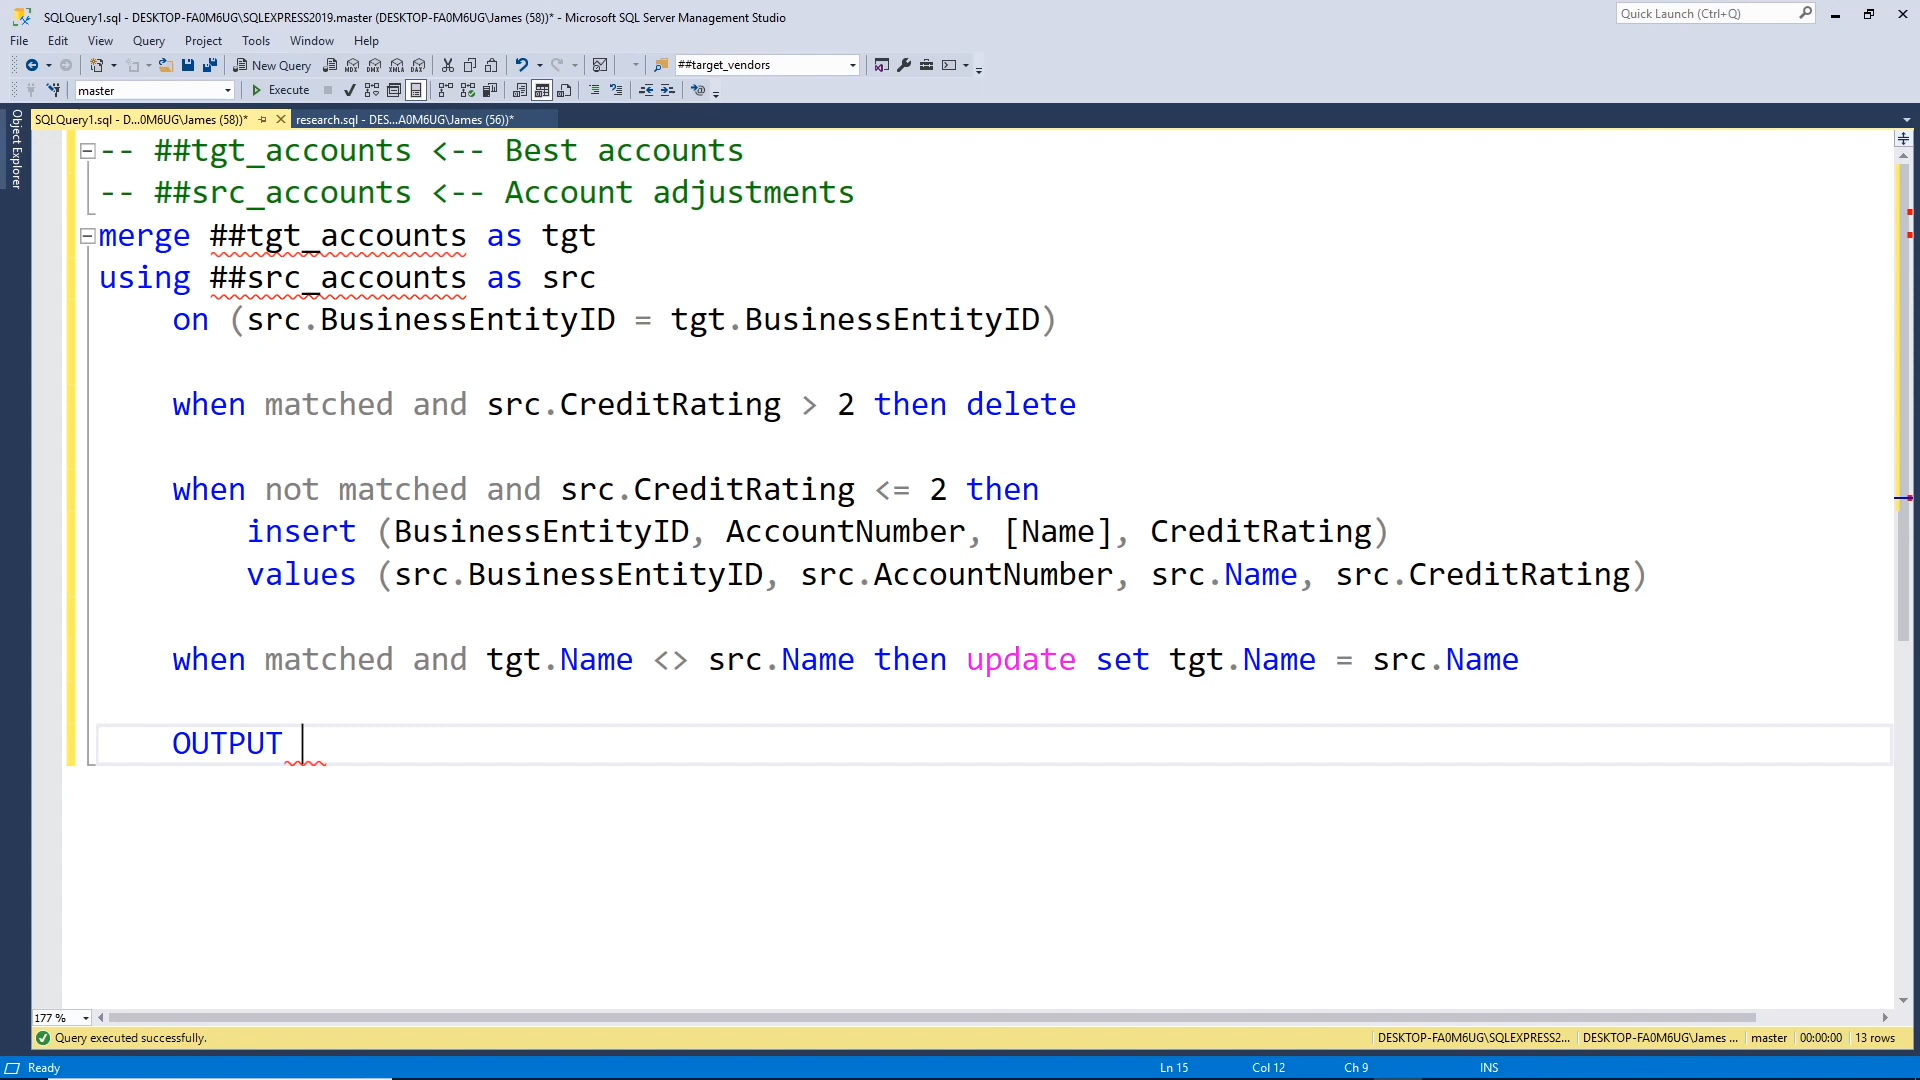 SQLQuery1.sql - DESKTOP-FA0M6UG\SQLEXPRESS2019.master (DESKTOP-FA0M6UG\James (58))* - Microsoft SQL Server Management Studio
Quick Launch (Ctrl+Q)
File Edit View Query Project Tools Window Help
New Query
##target_vendors
master
Execute
SQLQuery1.sql - D...0M6UG\James (58))*
research.sql - DES...A0M6UG\James (56))*
Object Explorer
-- ##tgt_accounts <-- Best accounts
-- ##src_accounts <-- Account adjustments
merge ##tgt_accounts as tgt
using ##src_accounts as src
on (src.BusinessEntityID = tgt.BusinessEntityID)
when matched and src.CreditRating > 2 then delete
when not matched and src.CreditRating <= 2 then
insert (BusinessEntityID, AccountNumber, [Name], CreditRating)
values (src.BusinessEntityID, src.AccountNumber, src.Name, src.CreditRating)
when matched and tgt.Name <> src.Name then update set tgt.Name = src.Name
OUTPUT
177 %
Query executed successfully.
DESKTOP-FA0M6UG\SQLEXPRESS2... DESKTOP-FA0M6UG\James ... master 00:00:00 13 rows
Ready
Ln 15 Col 12 Ch 9 INS